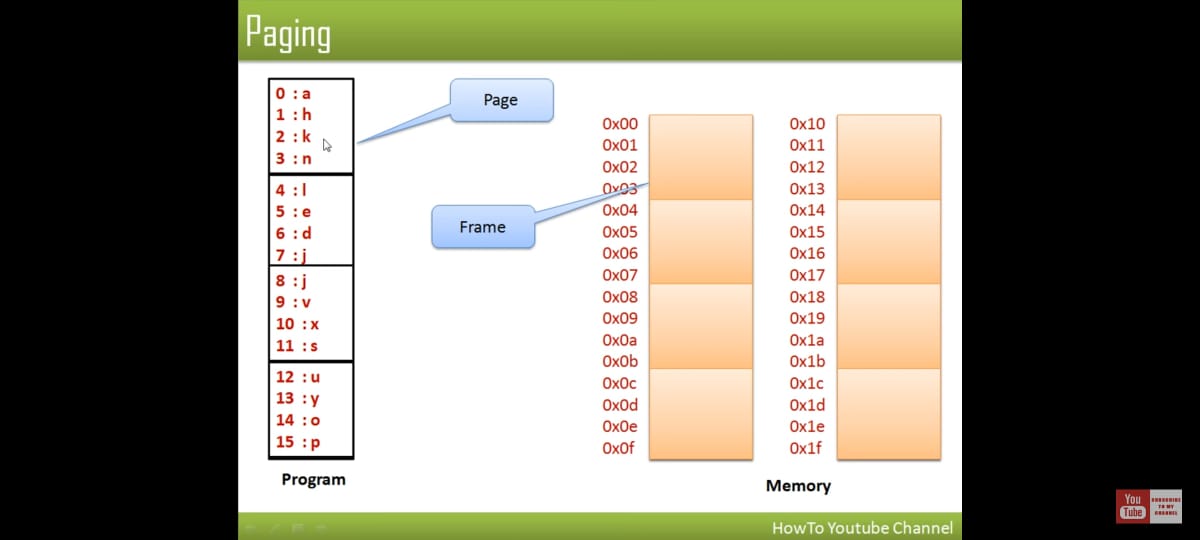 Paging
0 : a
1 : h
2 : k
3 : n
4 : l
5 : e
6 : d
7 : j
8 : j
9 : v
10 : x
11 : s
12 : u
13 : y
14 : o
15 : p
Program
Page
Frame
0x00
0x01
0x02
0x03
0x04
0x05
0x06
0x07
0x08
0x09
0x0a
0x0b
0x0c
0x0d
0x0e
0x0f
0x10
0x11
0x12
0x13
0x14
0x15
0x16
0x17
0x18
0x19
0x1a
0x1b
0x1c
0x1d
0x1e
0x1f
Memory
HowTo Youtube Channel
You
Tube
SUBSCRIBE
TO MY
CHANNEL